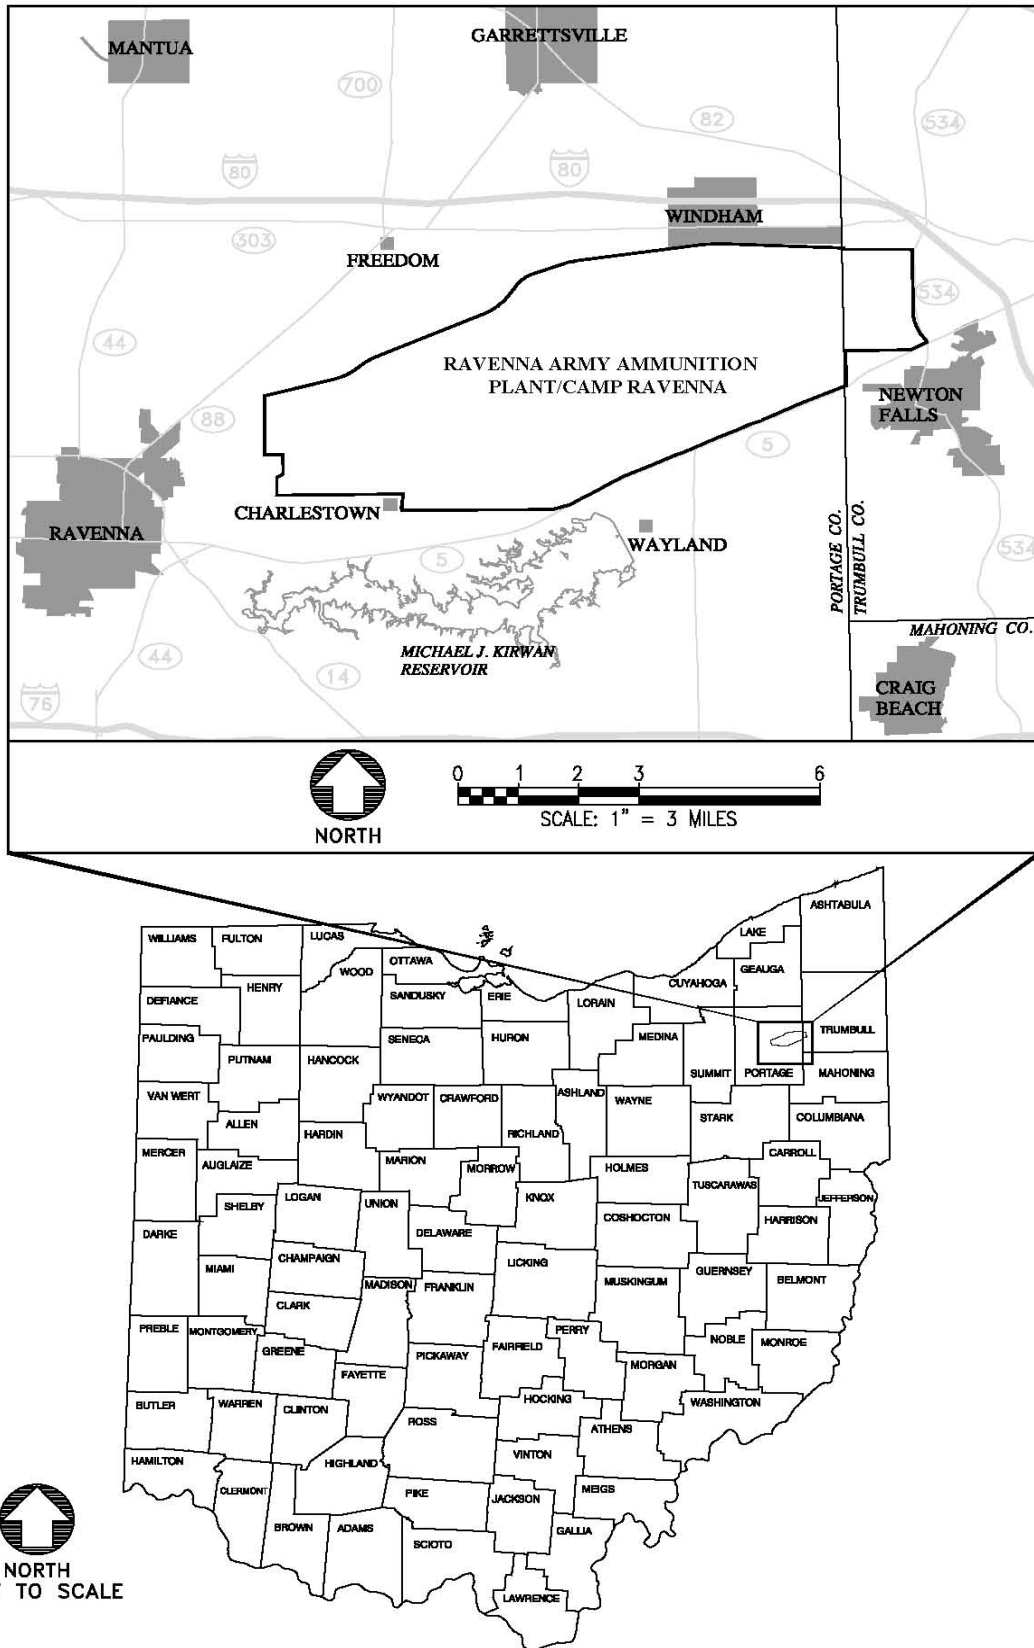 MANTUA
GARRETTSVILLE
700
82
534
80
80
WINDHAM
303
FREEDOM
534
44
RAVENNA ARMY AMMUNITION
PLANT/CAMP RAVENNA
NEWTON
FALLS
88
5
CHARLESTOWN
RAVENNA
WAYLAND
5
534
PORTAGE CO.
TRUMBULL CO.
MAHONING CO.
MICHAEL J. KIRWAN
RESERVOIR
44
14
76
CRAIG
BEACH
NORTH
0 1 2 3 6
SCALE: 1" = 3 MILES
ASHTABULA
LAKE
WILLIAMS
FULTON
LUCAS
OTTAWA
WOOD
GEAUGA
CUYAHOGA
HENRY
SANDUSKY
ERIE
LORAIN
DEFIANCE
TRUMBULL
PAULDING
SENECA
HURON
MEDINA
PUTNAM
HANCOCK
SUMMIT
PORTAGE
MAHONING
VAN WERT
WYANDOT
CRAWFORD
ASHLAND
WAYNE
STARK
COLUMBIANA
ALLEN
HARDIN
RICHLAND
MERCER
AUGLAIZE
MARION
MORROW
HOLMES
CARROLL
TUSCARAWAS
JEFFERSON
LOGAN
UNION
KNOX
SHELBY
COSHOCTON
HARRISON
DARKE
DELAWARE
CHAMPAIGN
LICKING
MIAMI
MADISON
FRANKLIN
MUSKINGUM
GUERNSEY
BELMONT
CLARK
PREBLE
MONTGOMERY
PERRY
NOBLE
MONROE
GREENE
PICKAWAY
FAIRFIELD
MORGAN
FAYETTE
BUTLER
WARREN
CLINTON
HOCKING
WASHINGTON
ROSS
ATHENS
HAMILTON
HIGHLAND
VINTON
CLERMONT
PIKE
JACKSON
MEIGS
BROWN
ADAMS
SCIOTO
GALLIA
LAWRENCE
NORTH
TO SCALE